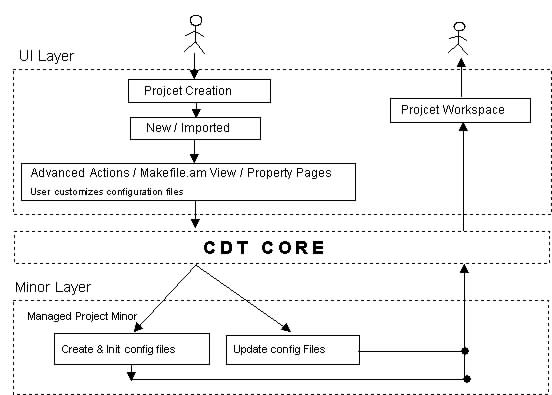 UI Layer
Projcet Creation
Projcet Workspace
New / Imported
Advanced Actions / Makefile.am View / Property Pages
User customizes configuration files
CDT CORE
Minor Layer
Managed Project Minor
Create & Init config files
Update config Files